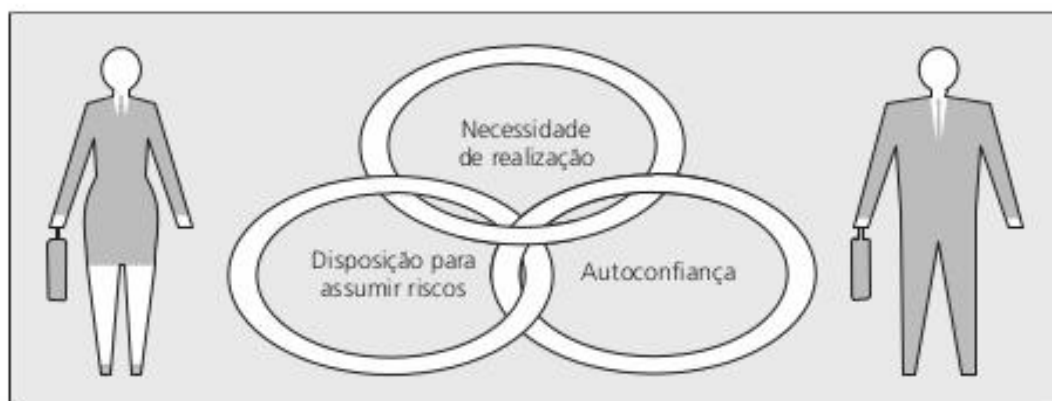 Necessidade
de realização
Disposição para
assumir riscos
Autoconfiança